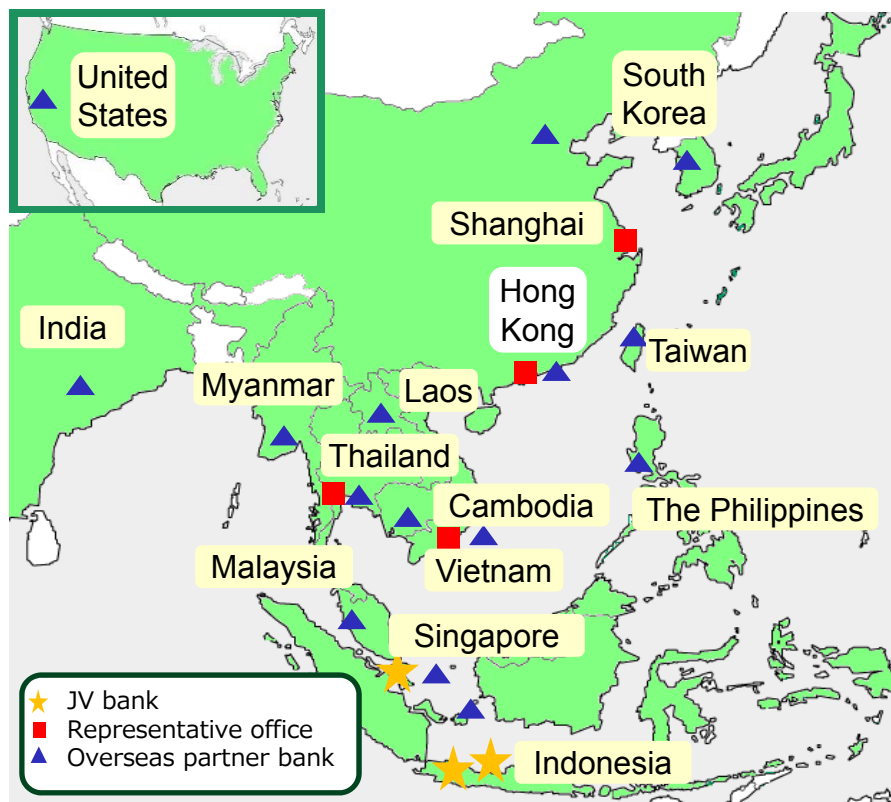 United
States
South
Korea
Shanghai
Hong
Kong
India
Taiwan
Myanmar
Laos
Thailand
Cambodia
The Philippines
Malaysia
Vietnam
Singapore
JV bank
Representative office
Overseas partner bank
Indonesia